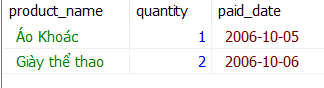 product_name quantity paid_date
Áo Khoác 1 2006-10-05
Giày thể thao 2 2006-10-06